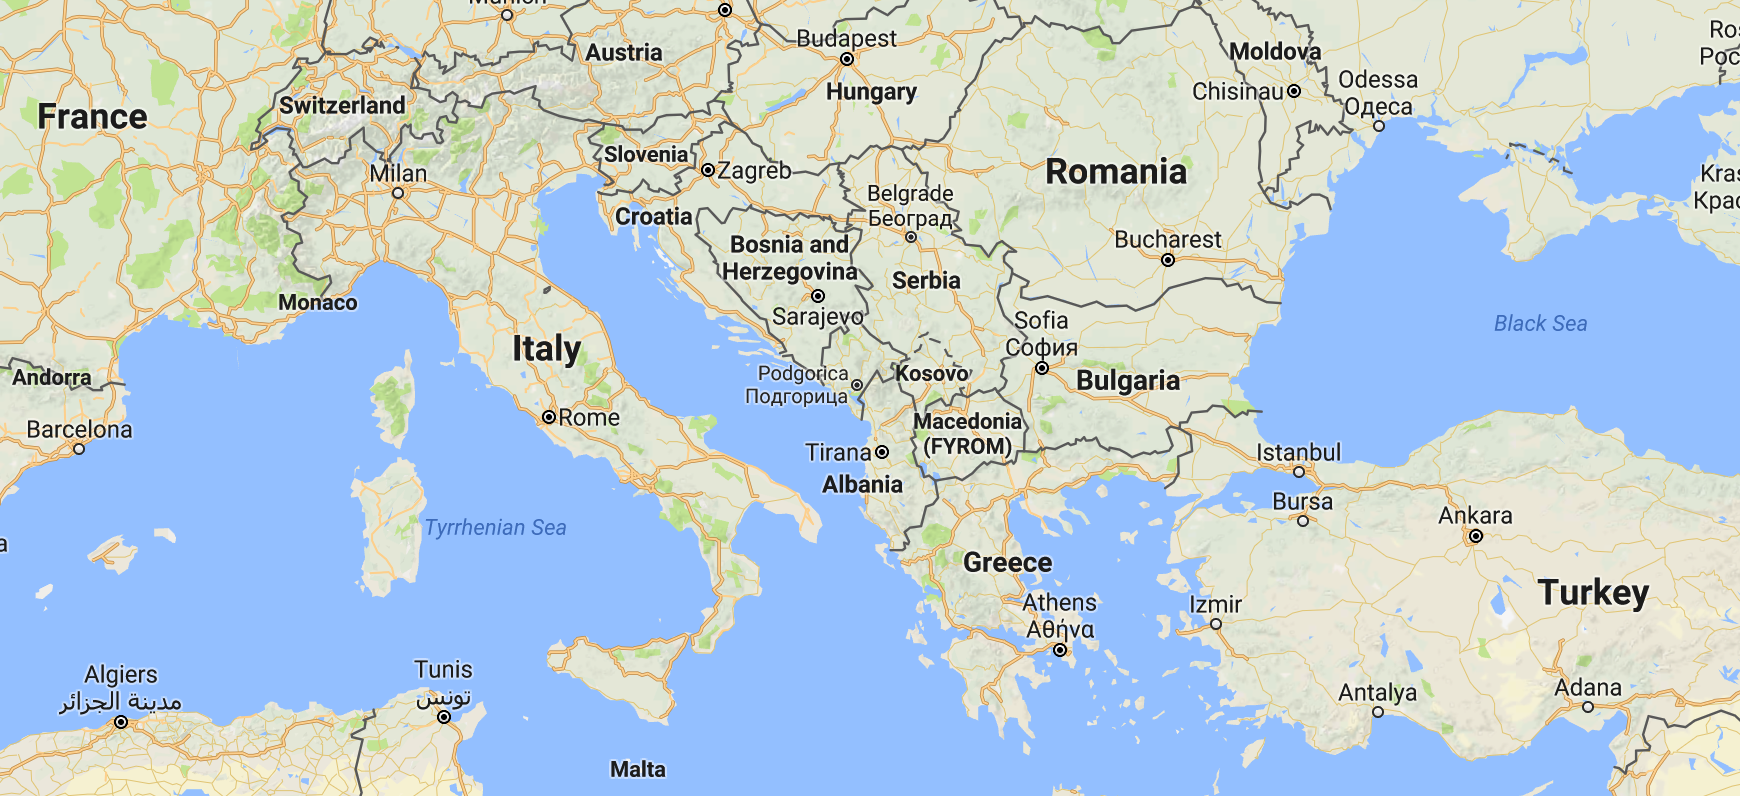 Munich
Austria
Budapest
Hungary
Moldova
Chisinau
Odessa
Одеса
France
Switzerland
Milan
Slovenia
Zagreb
Croatia
Romania
Belgrade
Београд
Bosnia and
Herzegovina
Sarajevo
Serbia
Bucharest
Monaco
Italy
Sofia
София
Black Sea
Andorra
Podgorica
Подгорица
Kosovo
Bulgaria
Barcelona
Rome
Macedonia
(FYROM)
Tirana
Albania
Istanbul
Bursa
Ankara
Tyrrhenian Sea
Greece
Athens
Αθήνα
Izmir
Turkey
Algiers
مدينة الجزائر
Tunis
تونس
Antalya
Adana
Malta